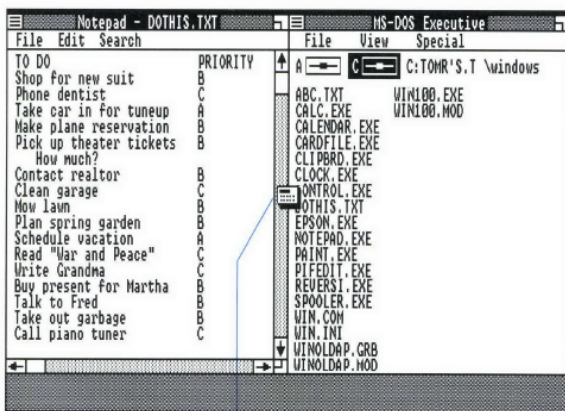 Notepad - DOTHIS.TXT
File Edit Search
TO DO PRIORITY
Shop for new suit B
Phone dentist C
Take car in for tuneup A
Make plane reservation B
Pick up theater tickets B
How much?
Contact realtor B
Clean garage C
Mow lawn B
Plan spring garden B
Schedule vacation A
Read "War and Peace" C
Write Grandma C
Buy present for Martha B
Talk to Fred B
Take out garbage B
Call piano tuner C
MS-DOS Executive
File View Special
A C C:TOMR'S.T \windows
ABC.TXT WIN100.EXE
CALC.EXE WIN100.MOD
CALENDAR.EXE
CARDFILE.EXE
CLIPBRD.EXE
CLOCK.EXE
CONTROL.EXE
DOTHIS.TXT
EPSON.EXE
NOTEPAD.EXE
PAINT.EXE
PIFEDIT.EXE
REVERSI.EXE
SPOOLER.EXE
WIN.COM
WIN.INI
WINOLDAP.GRB
WINOLDAP.MOD